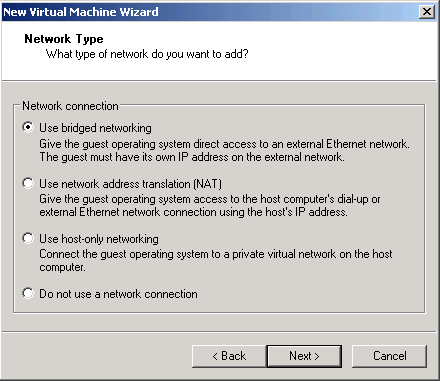 New Virtual Machine Wizard
Network Type
What type of network do you want to add?
Network connection
Use bridged networking
Give the guest operating system direct access to an external Ethernet network.
The guest must have its own IP address on the external network.
Use network address translation (NAT)
Give the guest operating system access to the host computer's dial-up or
external Ethernet network connection using the host's IP address.
Use host-only networking
Connect the guest operating system to a private virtual network on the host
computer.
Do not use a network connection
< Back
Next >
Cancel